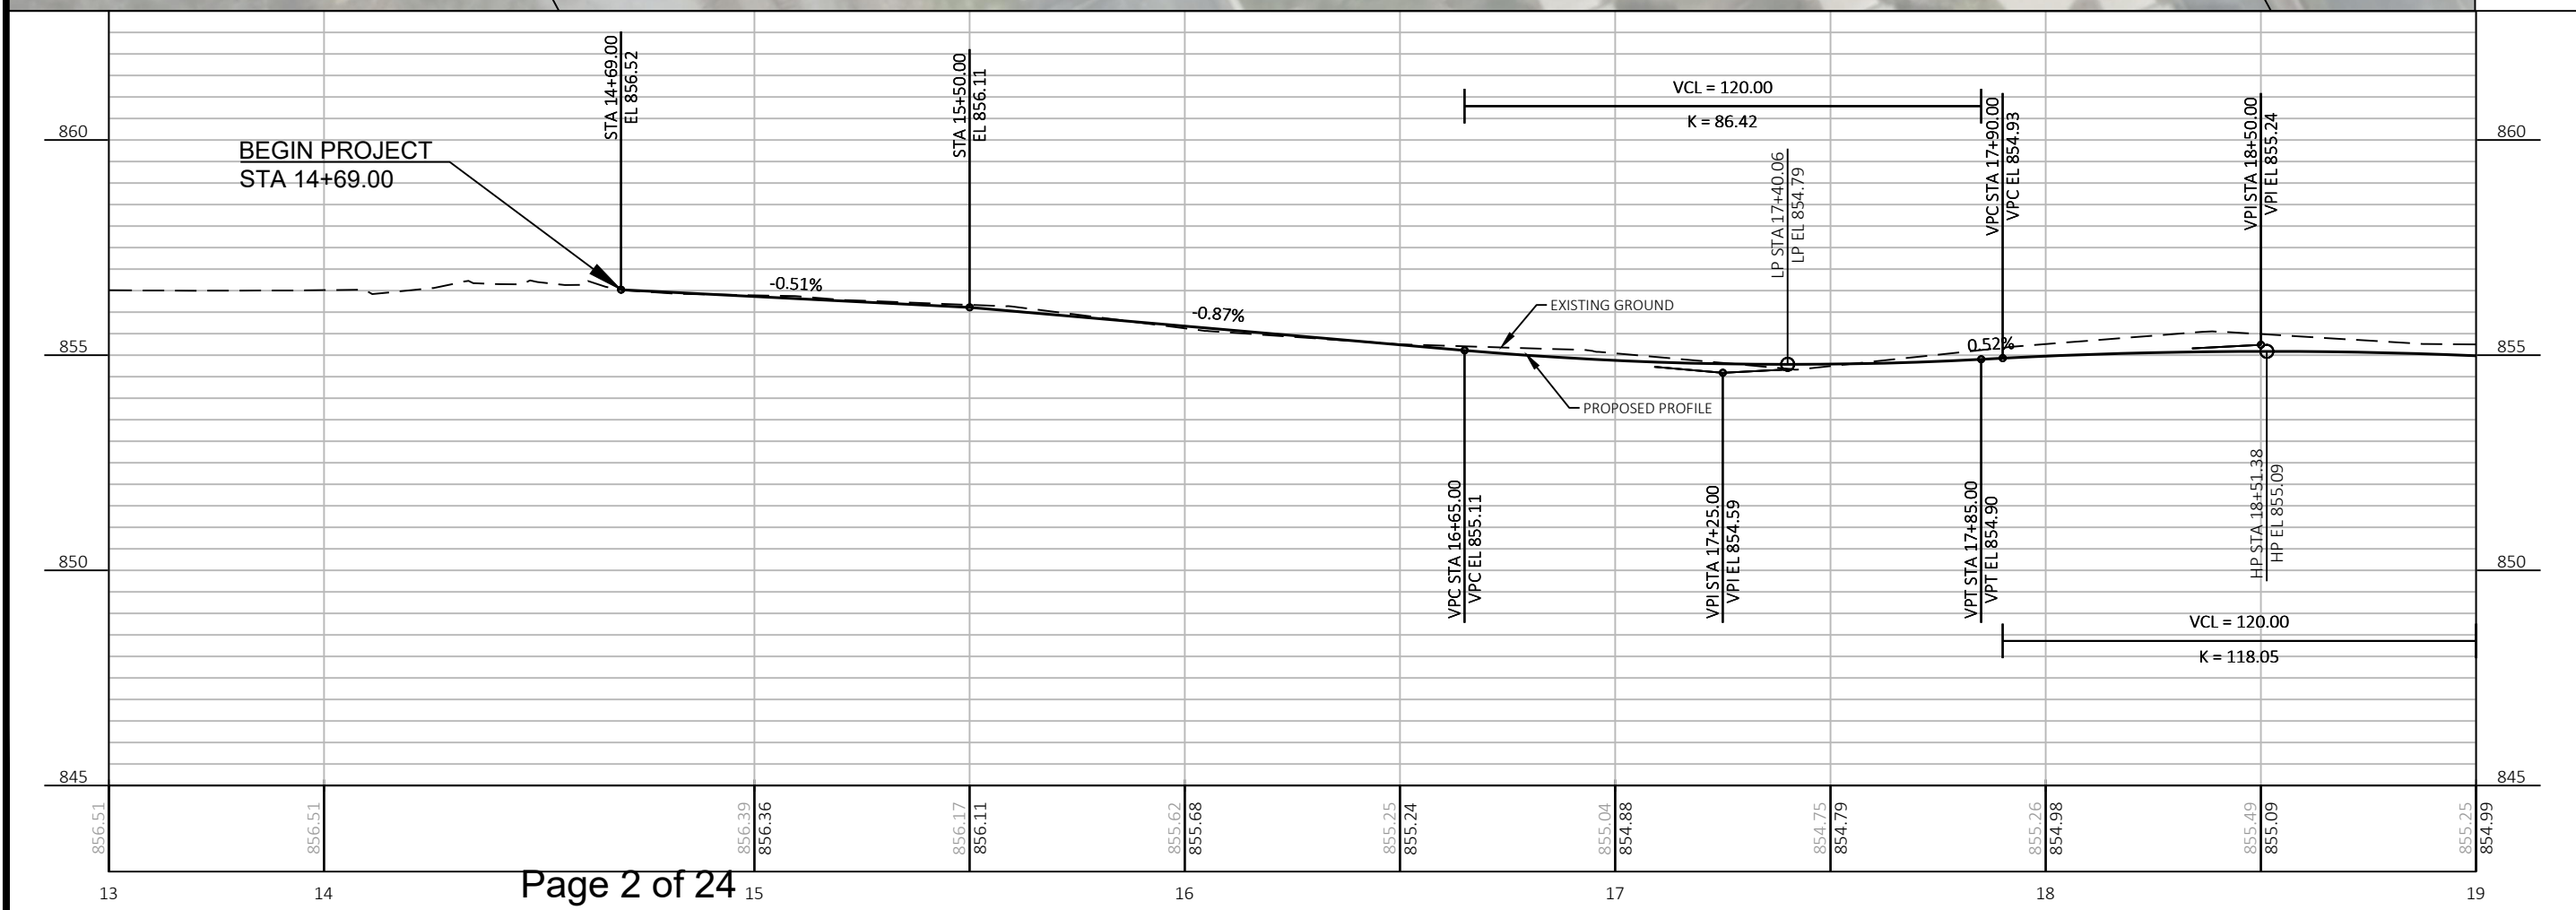 STA 14+69.00
EL 856.52
STA 15+50.00
EL 856.11
VCL = 120.00
K = 86.42
VPC STA 17+90.00
VPC EL 854.93
VPI STA 18+50.00
VPI EL 855.24
860
860
BEGIN PROJECT
STA 14+69.00
LP STA 17+40.06
LP EL 854.79
-0.51%
-0.87%
EXISTING GROUND
0.52%
855
855
PROPOSED PROFILE
VPC STA 16+65.00
VPC EL 855.11
VPI STA 17+25.00
VPI EL 854.59
VPT STA 17+85.00
VPT EL 854.90
HP STA 18+51.38
HP EL 855.09
850
850
VCL = 120.00
K = 118.05
845
845
856.51
856.51
856.39
856.36
856.17
856.11
855.62
855.68
855.25
855.24
855.04
854.88
854.75
854.79
855.26
854.98
855.49
855.09
855.25
854.99
Page 2 of 24
13
14
15
16
17
18
19